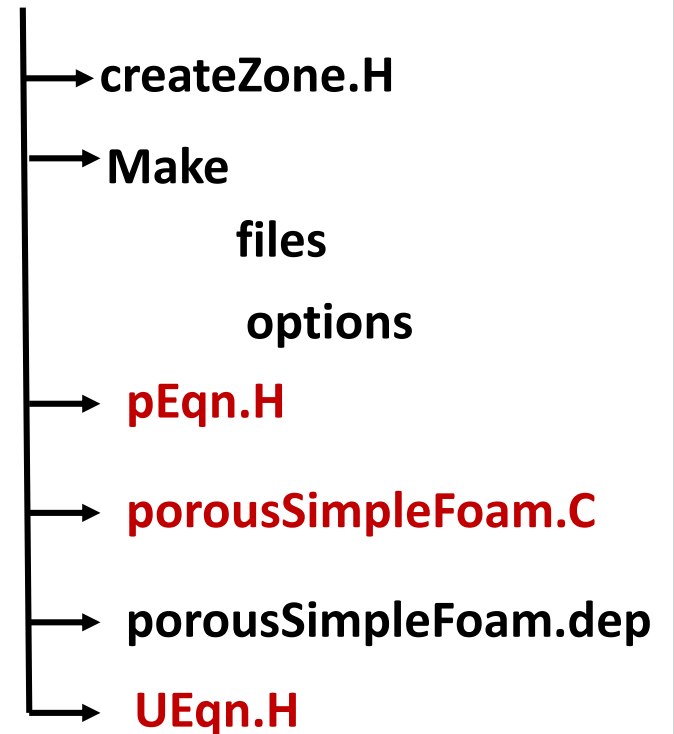 createZone.H
Make
files
options
pEqn.H
porousSimpleFoam.C
porousSimpleFoam.dep
UEqn.H